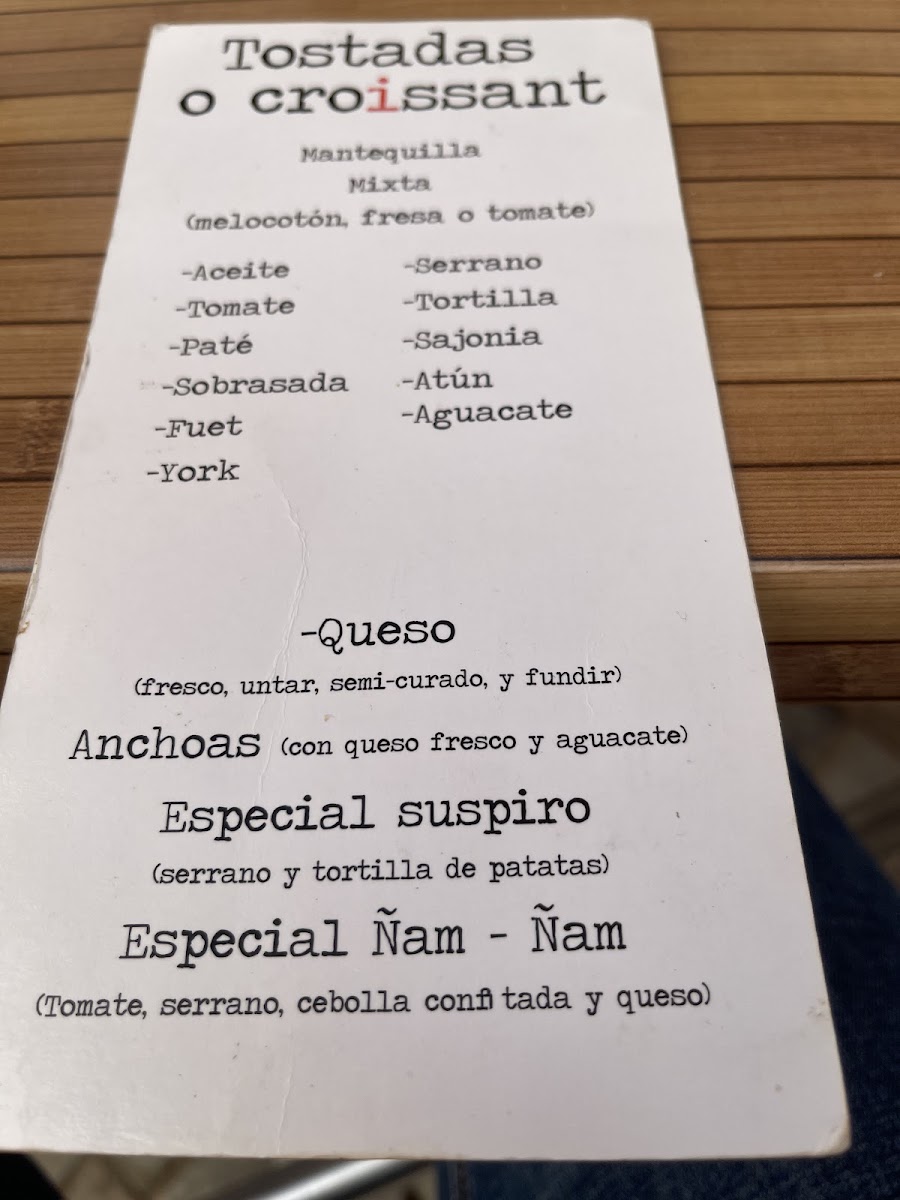 Tostadas
o croissant
Mantequilla
Mixta
(melocotón, fresa o tomate)
-Aceite
-Tomate
-Paté
-Sobrasada
-Fuet
-York
-Serrano
-Tortilla
-Sajonia
-Atún
-Aguacate
-Queso
(fresco, untar, semi-curado, y fundir)
Anchoas (con queso fresco y aguacate)
Especial suspiro
(serrano y tortilla de patatas)
Especial Ñam - Ñam
(Tomate, serrano, cebolla confitada y queso)